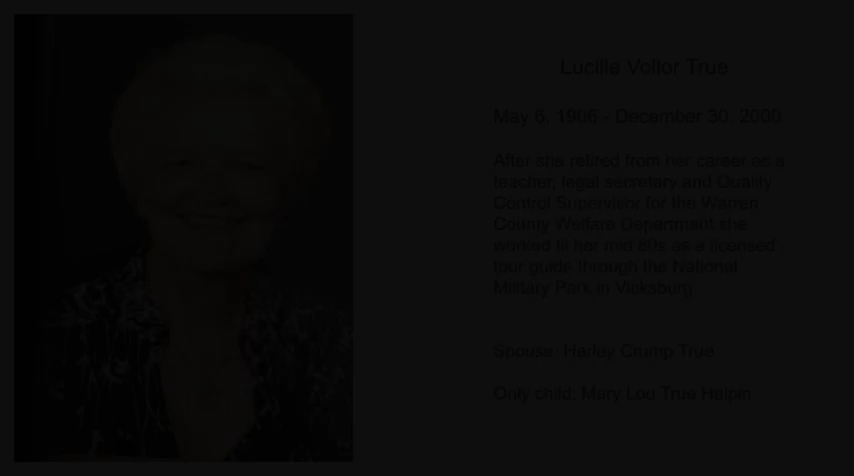 Lucille Vollor True
May 6, 1906 - December 30, 2000
After she retired from her career as a
teacher, legal secretary and Quality
Control Supervisor for the Warren
County Welfare Department she
worked til her mid 80s as a licensed
tour guide through the National
Military Park in Vicksburg.
Spouse: Harley Crump True
Only child: Mary Lou True Halpin